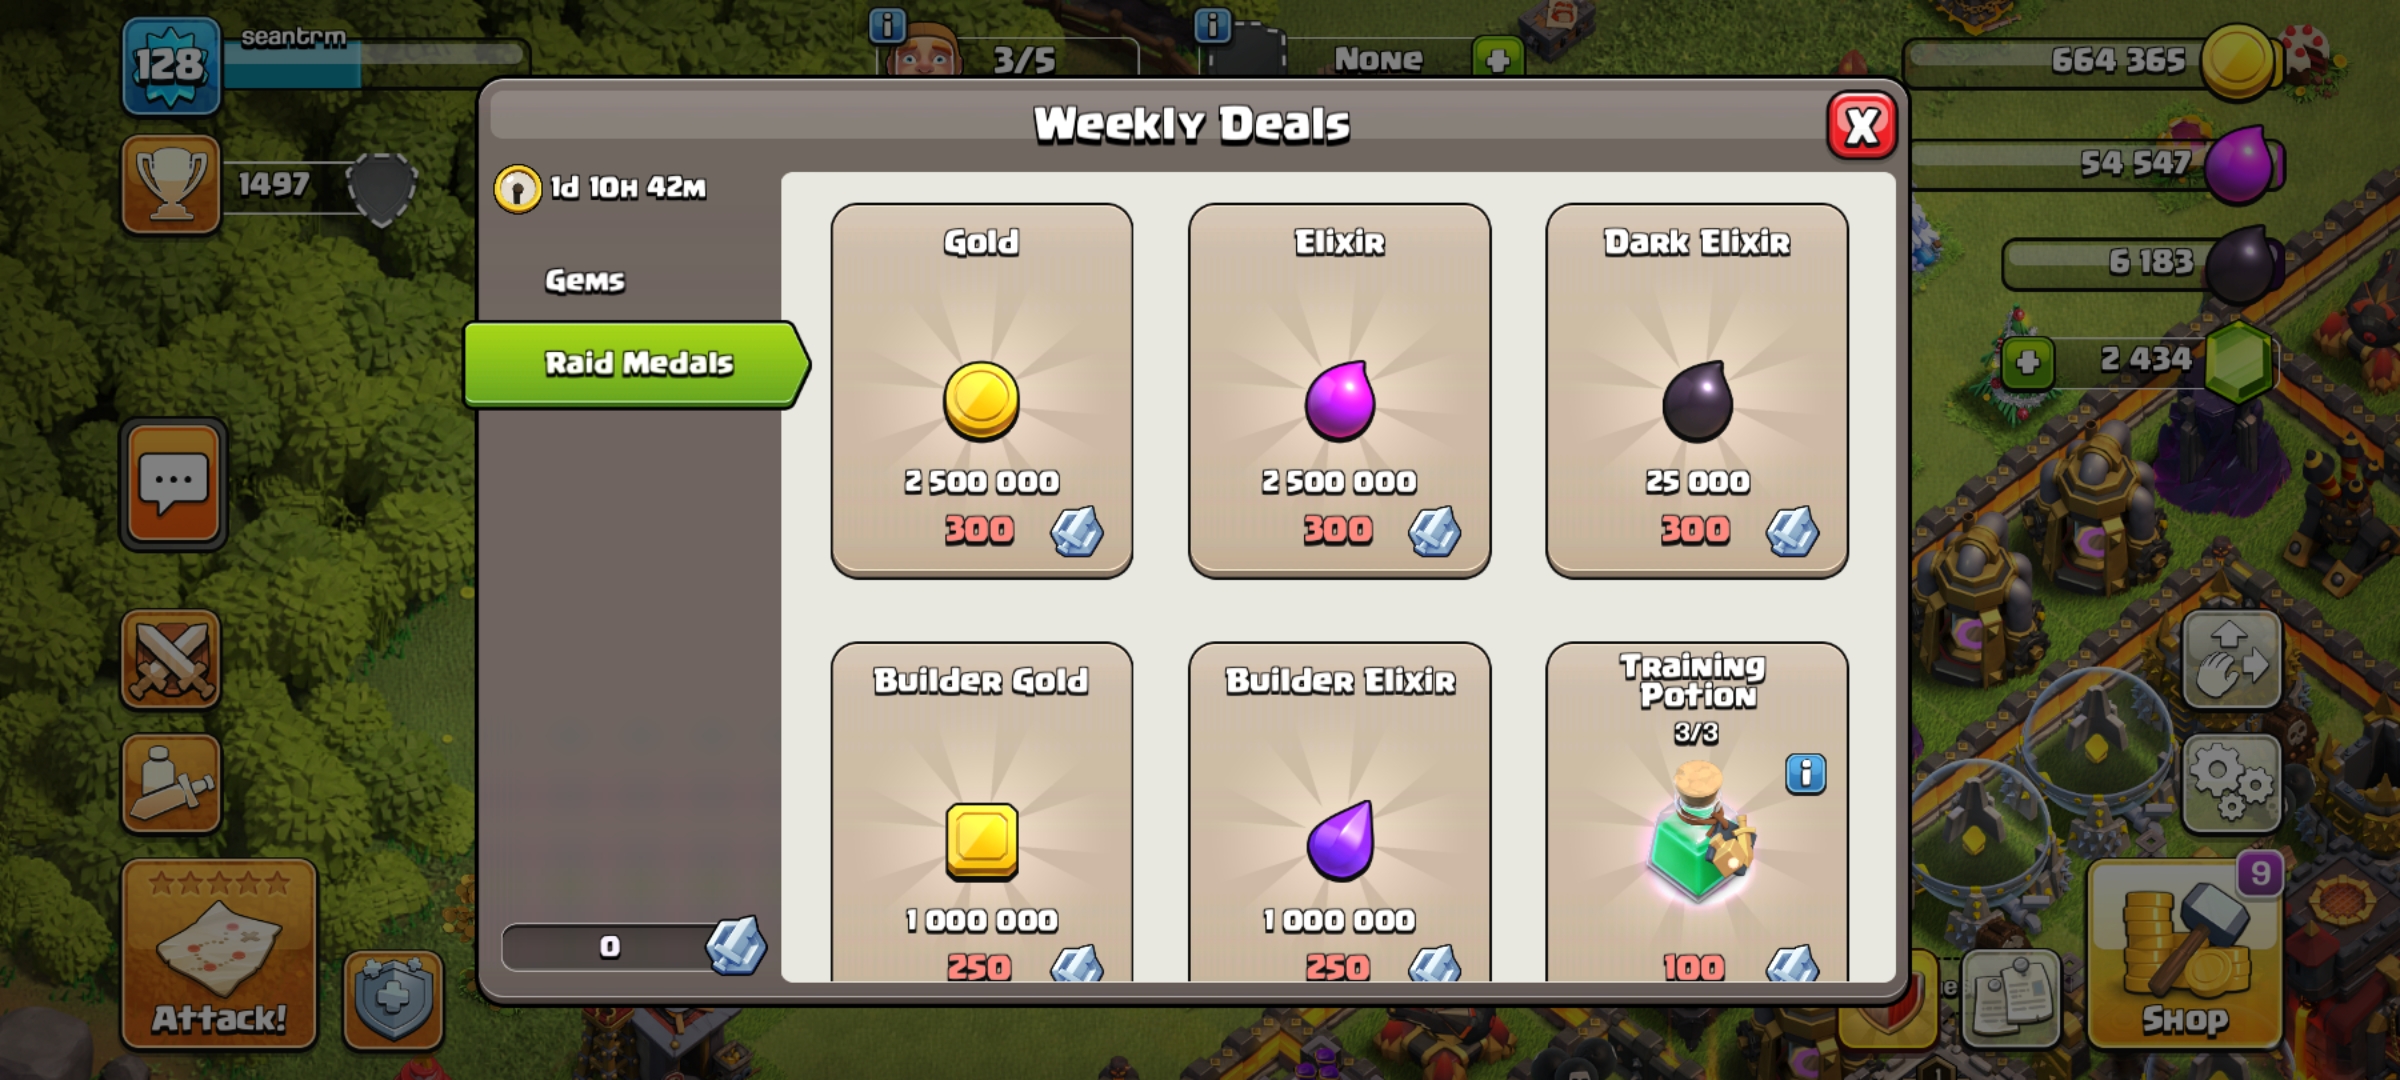 128
seantrm
3/5
None
664 365
Weekly Deals
X
1497
1d 10h 42m
54 547
Gems
6 183
Raid Medals
2 434
Gold
2 500 000
300
Elixir
2 500 000
300
Dark Elixir
25 000
300
Builder Gold
1 000 000
250
Builder Elixir
1 000 000
250
Training
Potion
3/3
100
0
Attack!
9
Shop